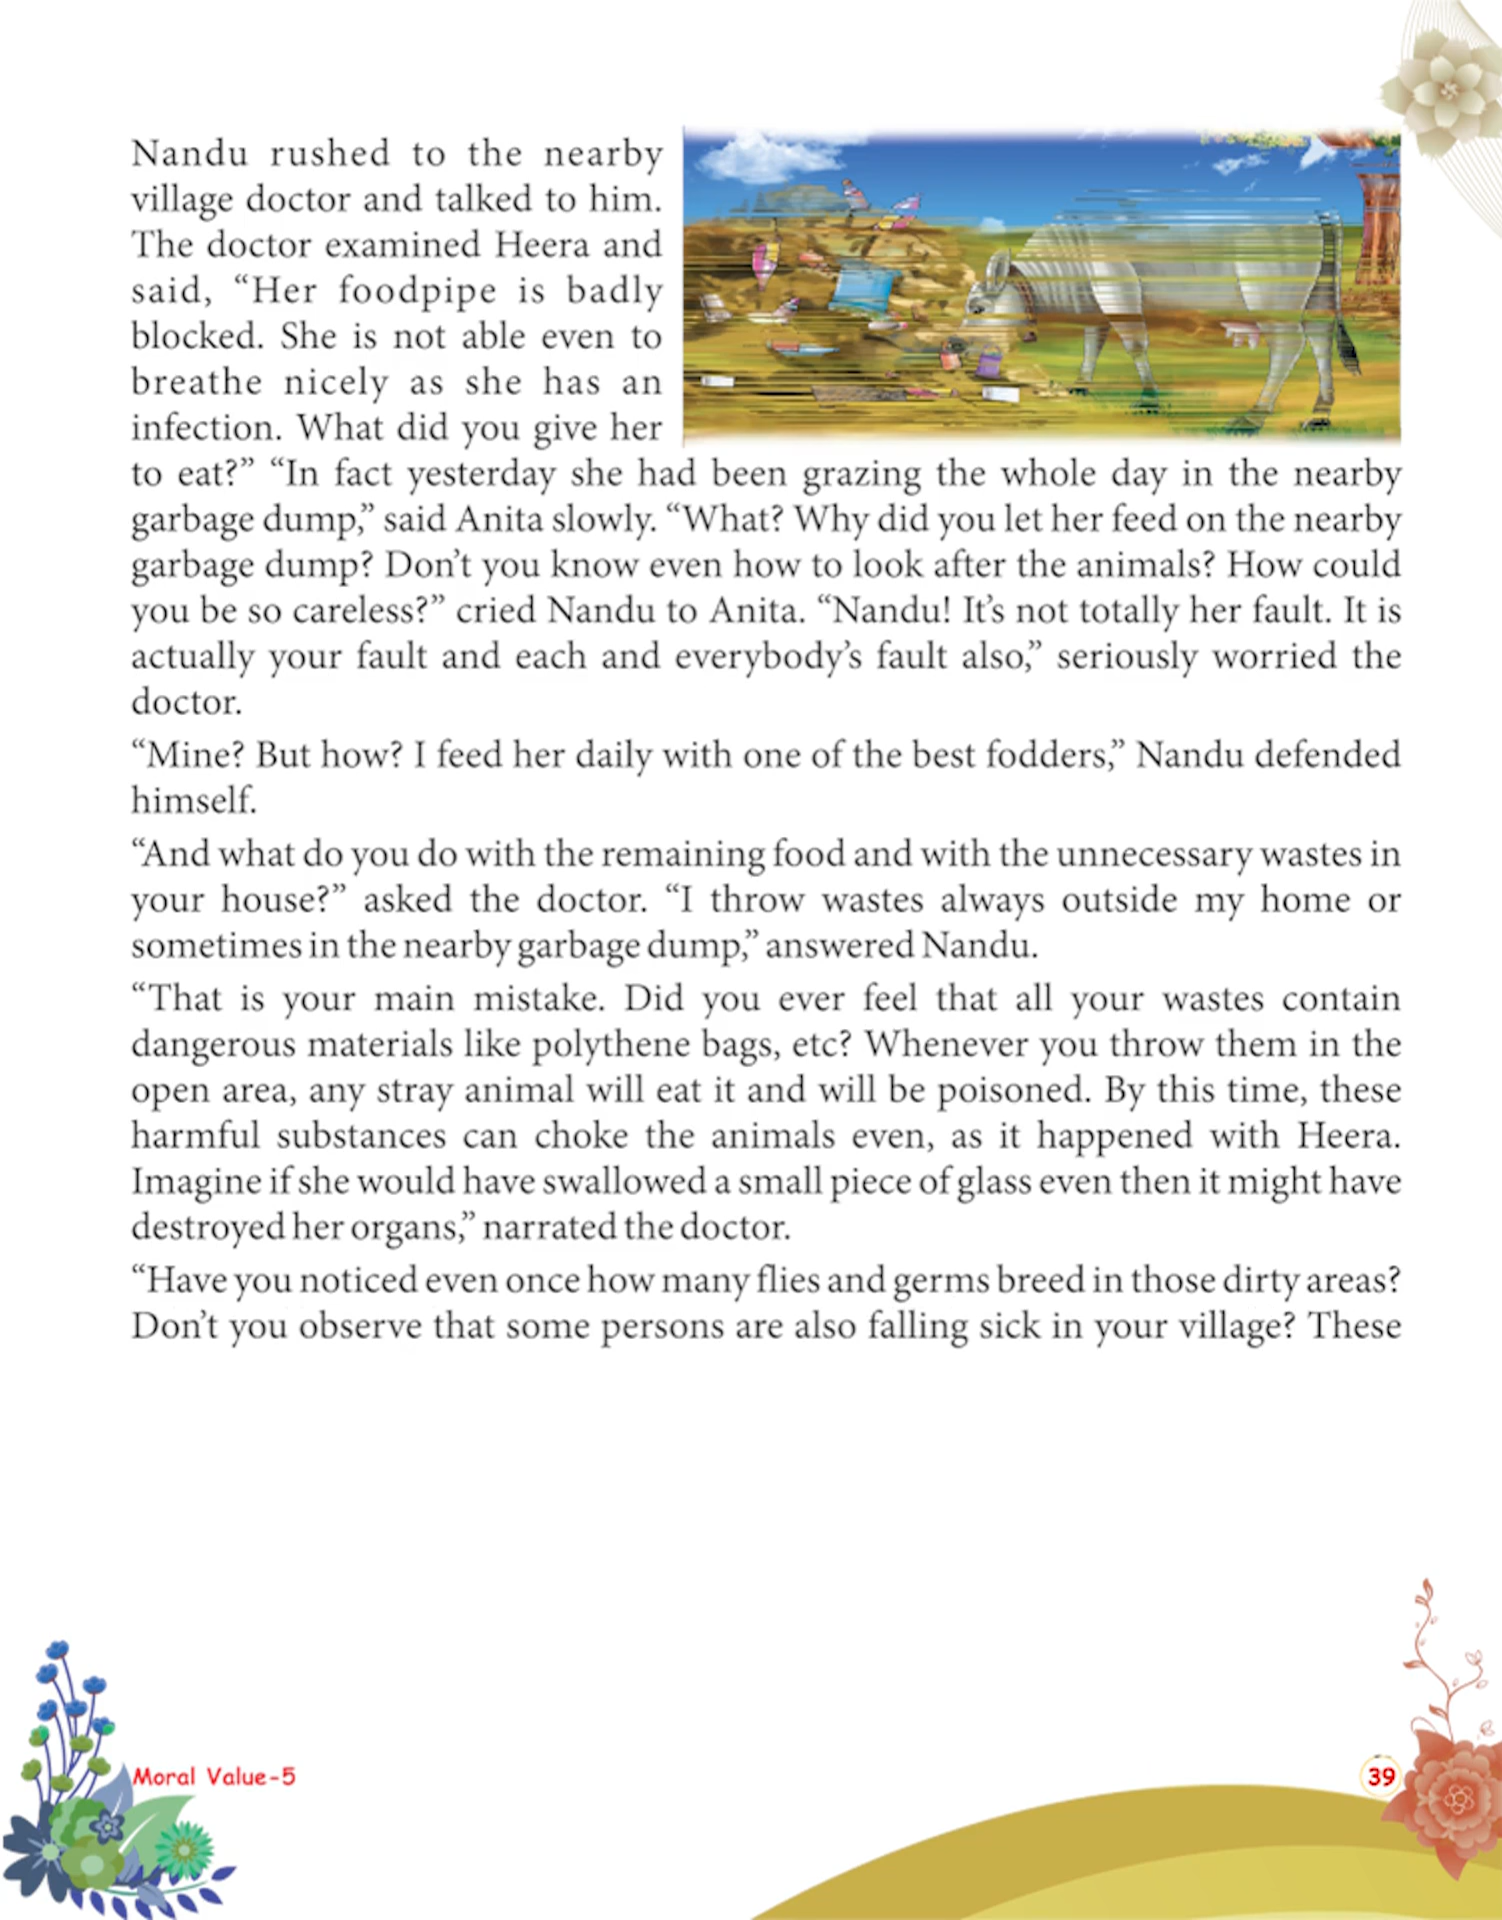 Nandu rushed to the nearby
village doctor and talked to him.
The doctor examined Heera and
said, “Her foodpipe is badly
blocked. She is not able even to
breathe nicely as she has an
infection. What did you give her
to eat?” “In fact yesterday she had been grazing the whole day in the nearby
garbage dump,” said Anita slowly. “What? Why did you let her feed on the nearby
garbage dump? Don’t you know even how to look after the animals? How could
you be so careless?” cried Nandu to Anita. “Nandu! It’s not totally her fault. It is
actually your fault and each and everybody’s fault also,” seriously worried the
doctor.
“Mine? But how? I feed her daily with one of the best fodders,” Nandu defended
himself.
“And what do you do with the remaining food and with the unnecessary wastes in
your house?” asked the doctor. “I throw wastes always outside my home or
sometimes in the nearby garbage dump,” answered Nandu.
“That is your main mistake. Did you ever feel that all your wastes contain
dangerous materials like polythene bags, etc? Whenever you throw them in the
open area, any stray animal will eat it and will be poisoned. By this time, these
harmful substances can choke the animals even, as it happened with Heera.
Imagine if she would have swallowed a small piece of glass even then it might have
destroyed her organs,” narrated the doctor.
“Have you noticed even once how many flies and germs breed in those dirty areas?
Don’t you observe that some persons are also falling sick in your village? These
Moral Value-5
39